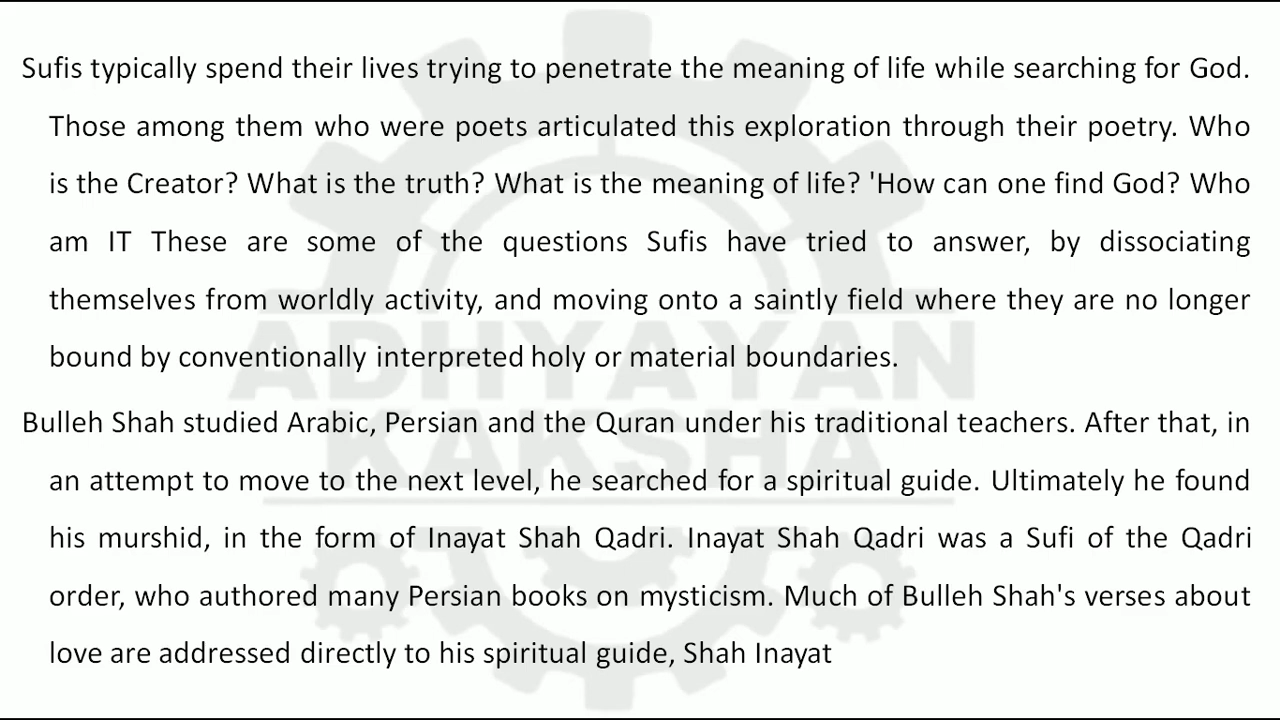 Sufis typically spend their lives trying to penetrate the meaning of life while searching for God.
Those among them who were poets articulated this exploration through their poetry. Who
is the Creator? What is the truth? What is the meaning of life? 'How can one find God? Who
am IT These are some of the questions Sufis have tried to answer, by dissociating
themselves from worldly activity, and moving onto a saintly field where they are no longer
bound by conventionally interpreted holy or material boundaries.
Bulleh Shah studied Arabic, Persian and the Quran under his traditional teachers. After that, in
an attempt to move to the next level, he searched for a spiritual guide. Ultimately he found
his murshid, in the form of Inayat Shah Qadri. Inayat Shah Qadri was a Sufi of the Qadri
order, who authored many Persian books on mysticism. Much of Bulleh Shah's verses about
love are addressed directly to his spiritual guide, Shah Inayat
ADHYAYAN
KAKSHA